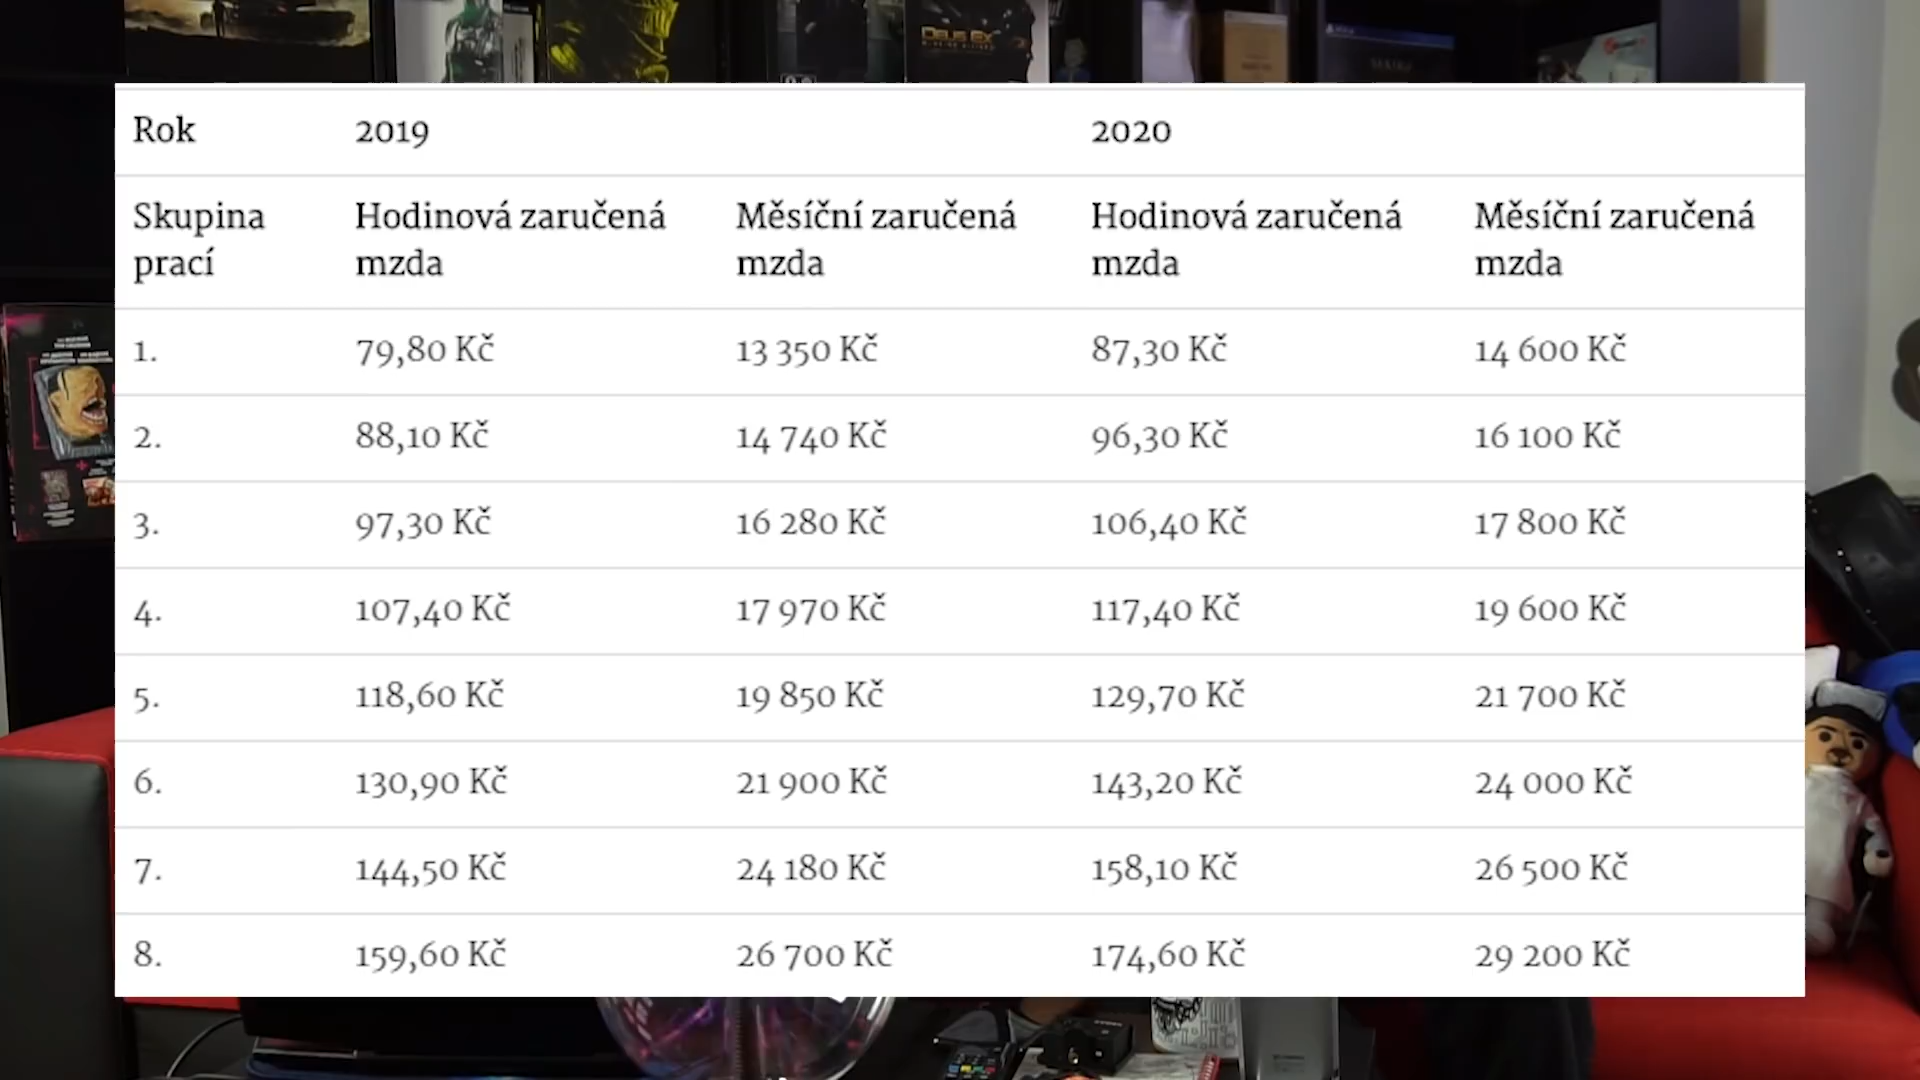 DEUS EX
Rok 2019 2020
Skupina prací Hodinová zaručená mzda Měsíční zaručená mzda Hodinová zaručená mzda Měsíční zaručená mzda
1. 79,80 Kč 13 350 Kč 87,30 Kč 14 600 Kč
2. 88,10 Kč 14 740 Kč 96,30 Kč 16 100 Kč
3. 97,30 Kč 16 280 Kč 106,40 Kč 17 800 Kč
4. 107,40 Kč 17 970 Kč 117,40 Kč 19 600 Kč
5. 118,60 Kč 19 850 Kč 129,70 Kč 21 700 Kč
6. 130,90 Kč 21 900 Kč 143,20 Kč 24 000 Kč
7. 144,50 Kč 24 180 Kč 158,10 Kč 26 500 Kč
8. 159,60 Kč 26 700 Kč 174,60 Kč 29 200 Kč